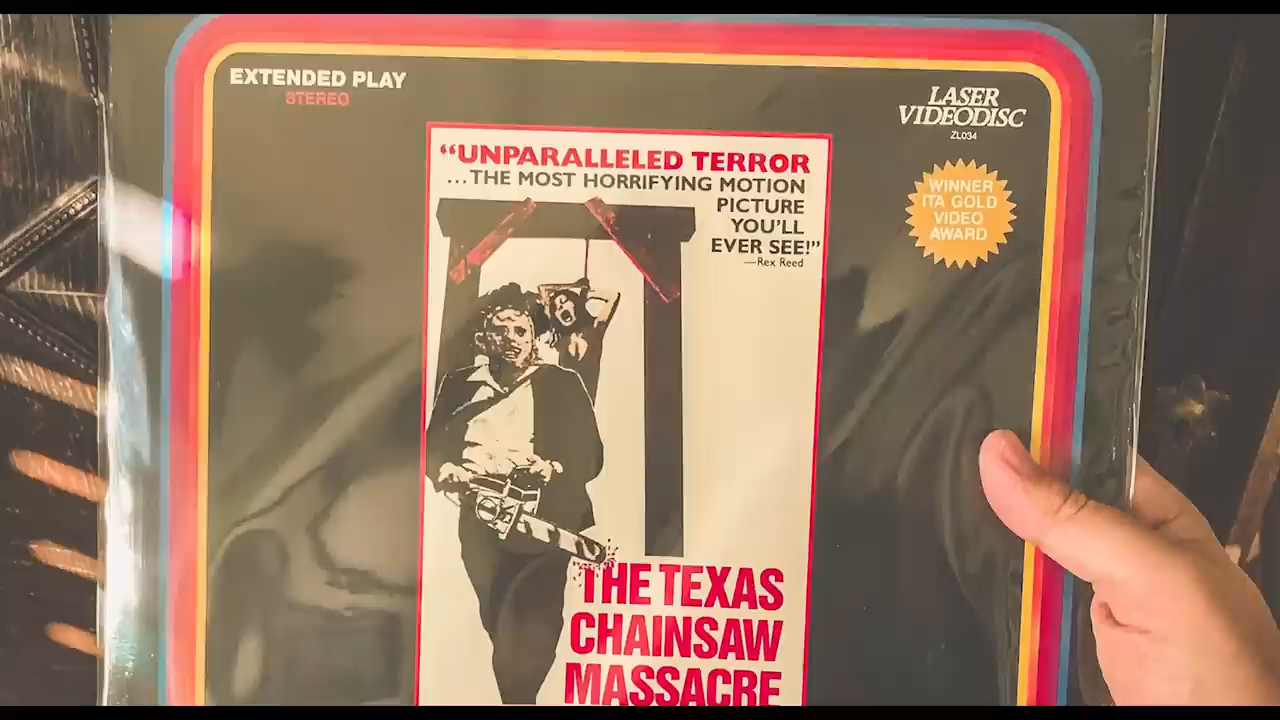 EXTENDED PLAY
STEREO
LASER
VIDEODISC
ZL034
WINNER
ITA GOLD
VIDEO
AWARD
“UNPARALLELED TERROR
...THE MOST HORRIFYING MOTION
PICTURE
YOU'LL
EVER SEE!”
—Rex Reed
THE TEXAS
CHAINSAW
MASSACRE